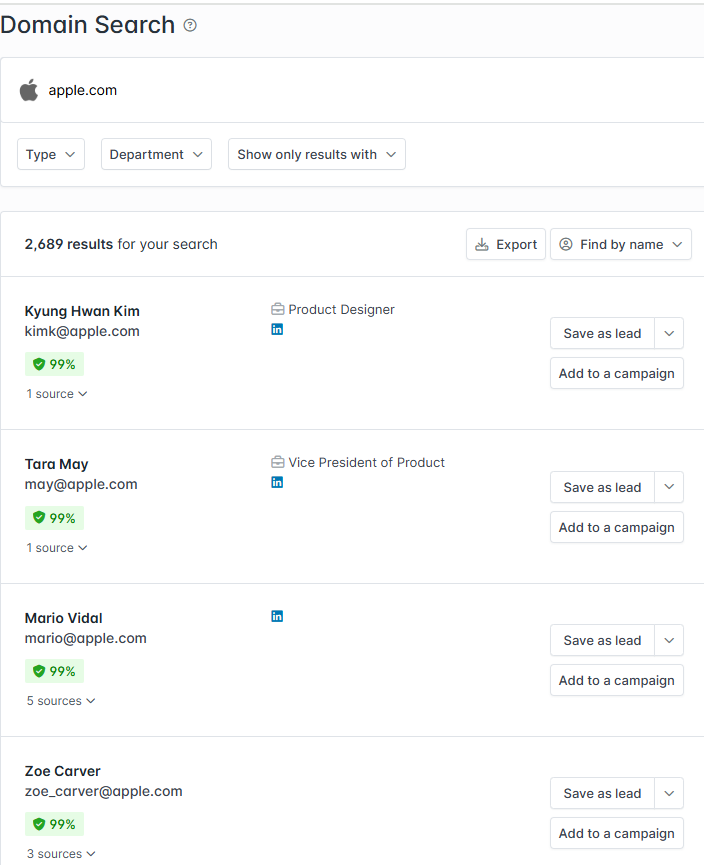 Domain Search
apple.com
Type Department Show only results with
2,689 results for your search Export Find by name
Kyung Hwan Kim Product Designer
kimk@apple.com in
Save as lead
99%
Add to a campaign
1 source
Tara May Vice President of Product
may@apple.com in
Save as lead
99%
Add to a campaign
1 source
Mario Vidal in
mario@apple.com
Save as lead
99%
Add to a campaign
5 sources
Zoe Carver
zoe_carver@apple.com
Save as lead
99%
Add to a campaign
3 sources